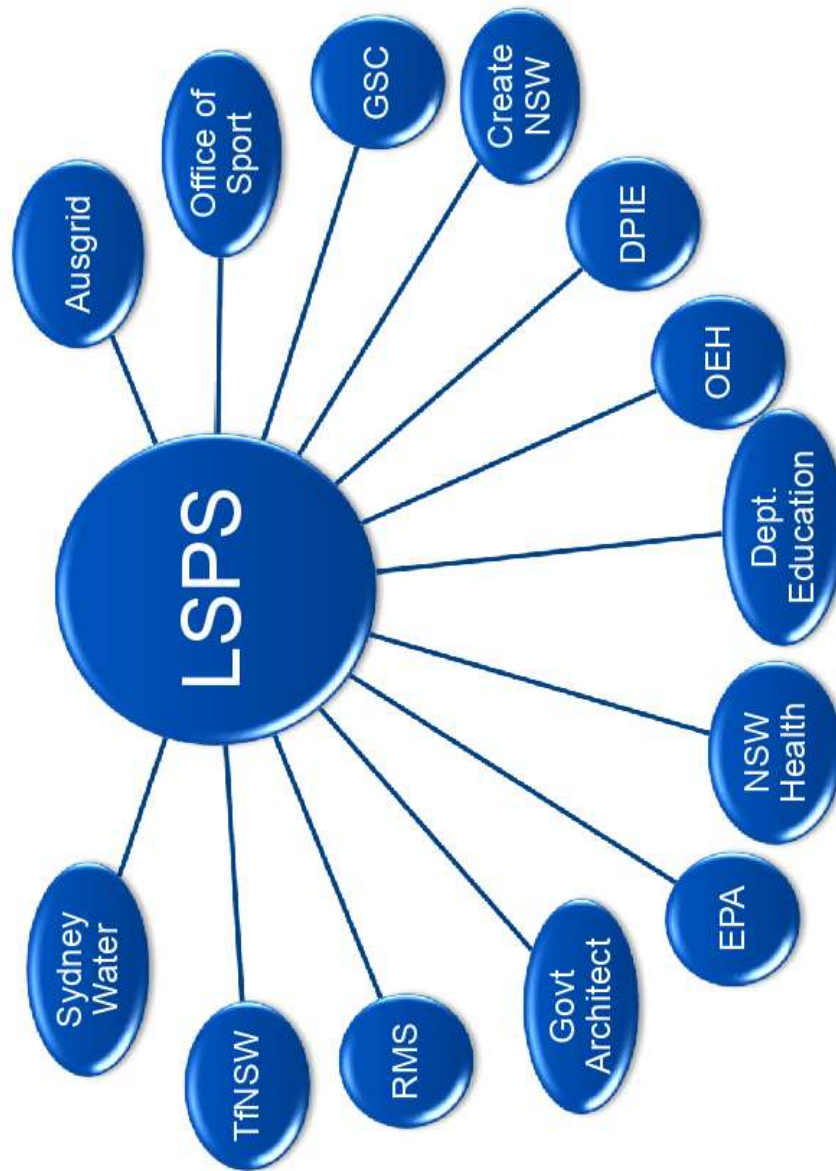 LSPS
Ausgrid
Office of
Sport
GSC
Create
NSW
DPIE
OEH
Dept.
Education
NSW
Health
EPA
Govt
Architect
RMS
TfNSW
Sydney
Water